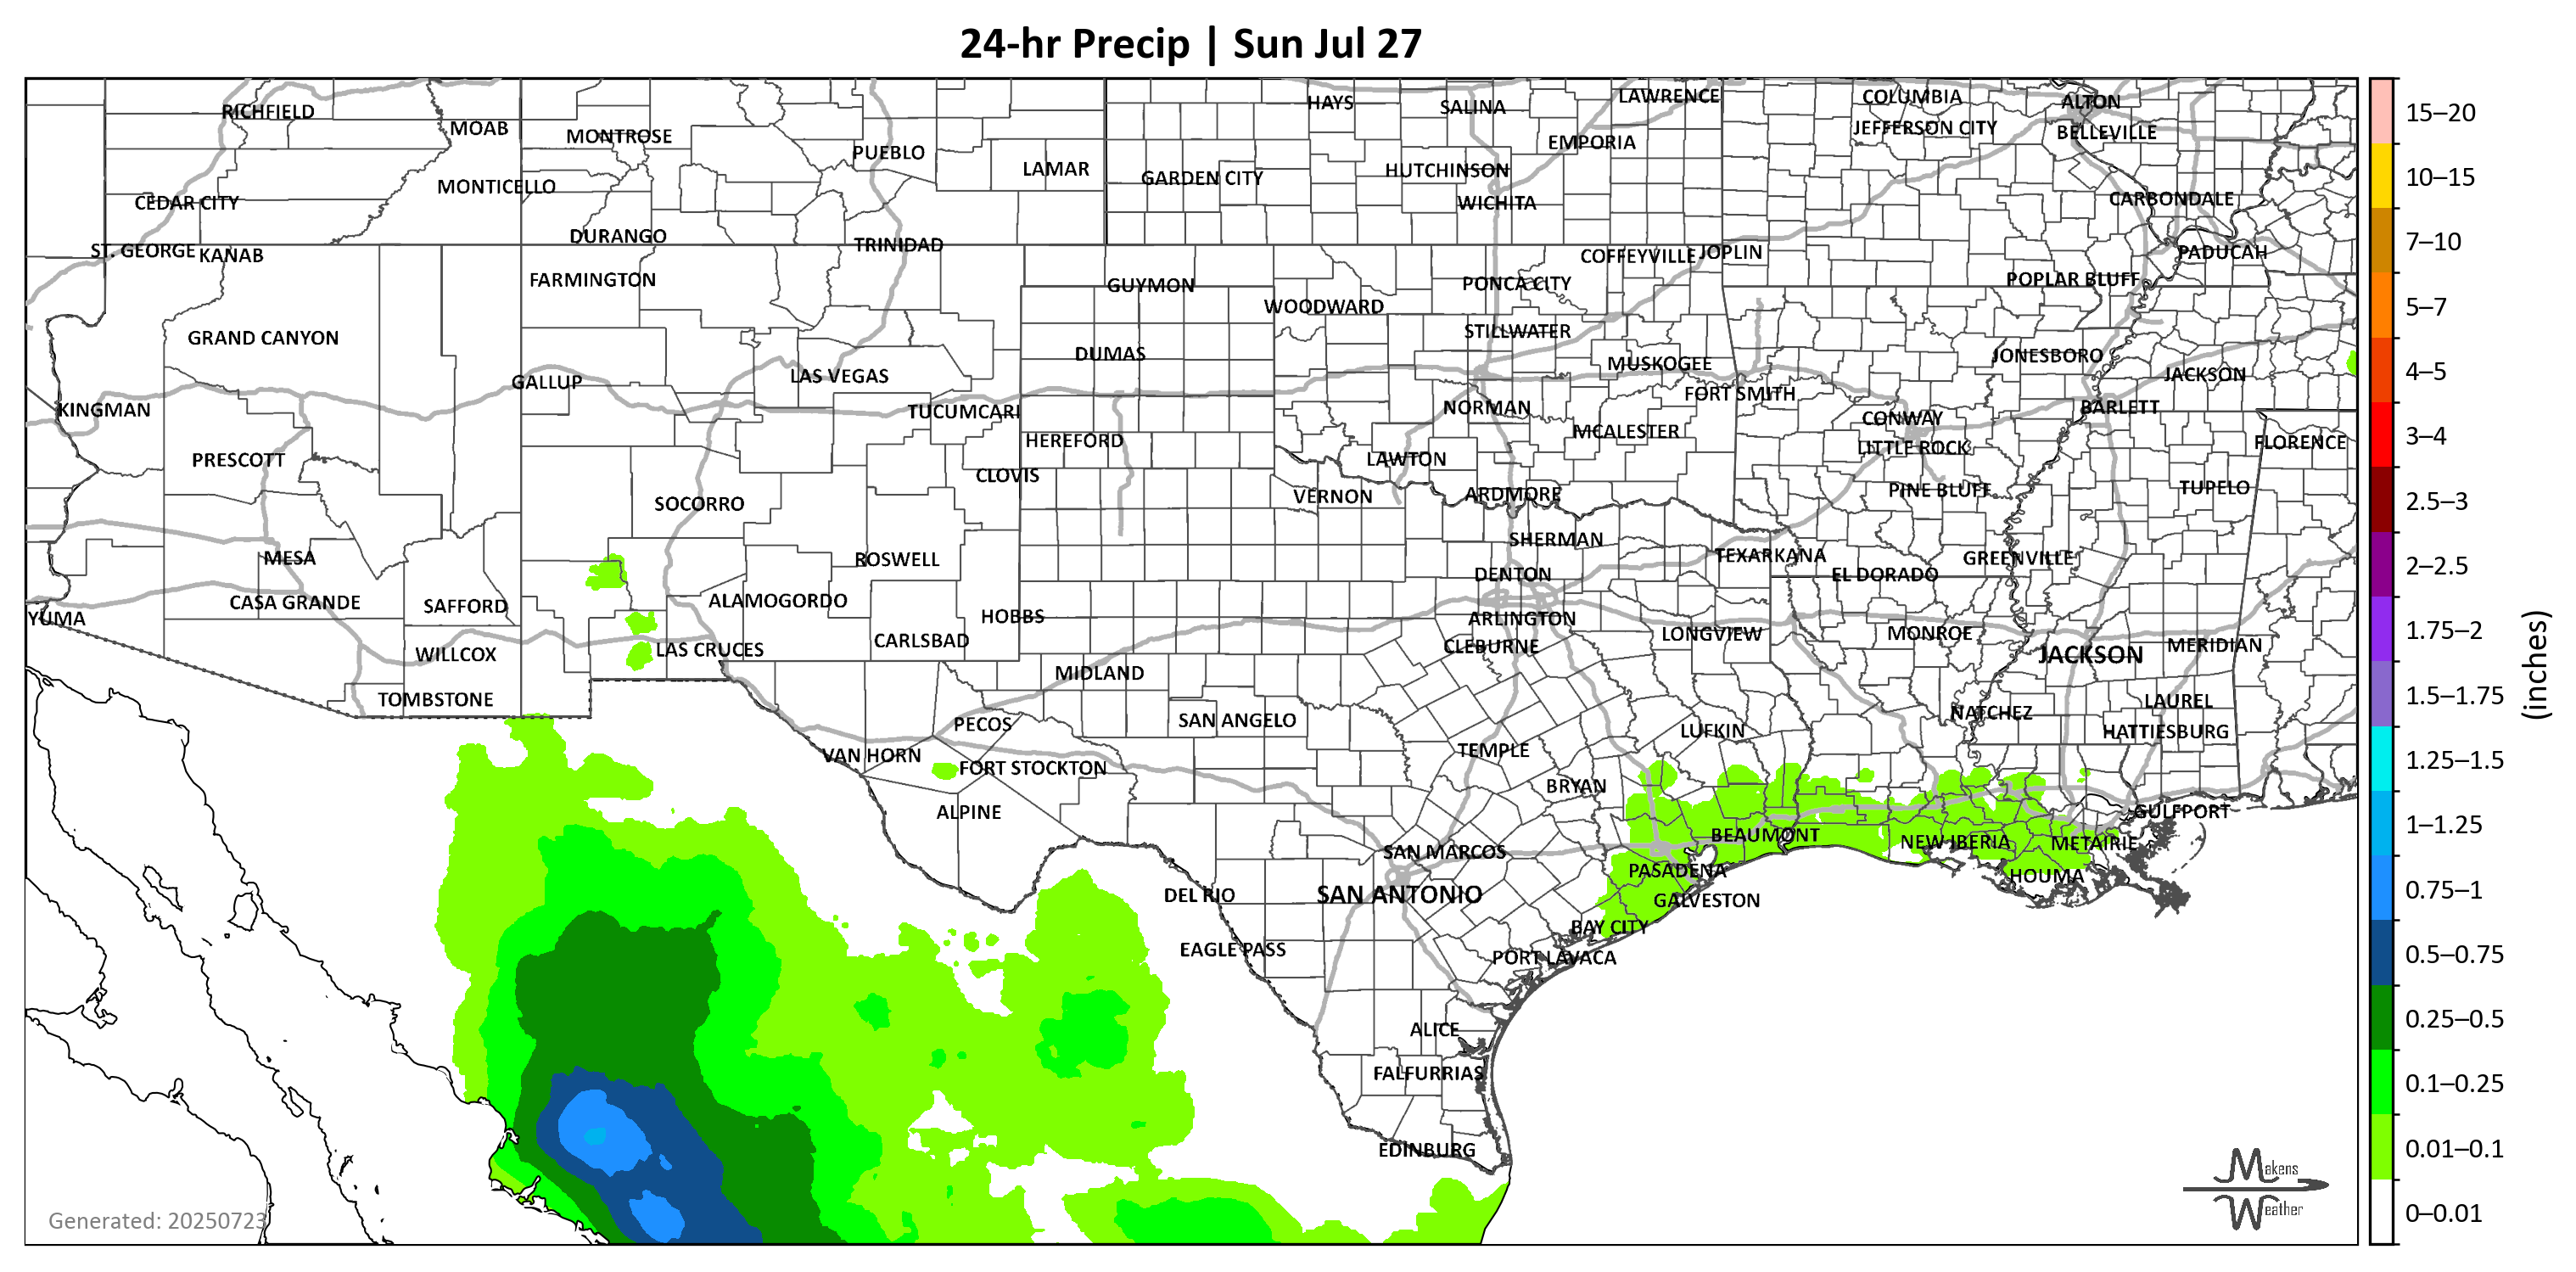 24-hr Precip | Sun Jul 27
RICHFIELD
MOAB
MONTROSE
PUEBLO
LAMAR
HAYS
SALINA
LAWRENCE
COLUMBIA
ALTON
JEFFERSON CITY
BELLEVILLE
EMPORIA
GARDEN CITY
HUTCHINSON
WICHITA
MONTICELLO
CEDAR CITY
CARBONDALE
DURANGO
TRINIDAD
ST. GEORGE
KANAB
COFFEYVILLE
JOPLIN
PADUCAH
FARMINGTON
GUYMON
PONCA CITY
POPLAR BLUFF
WOODWARD
GRAND CANYON
STILLWATER
DUMAS
MUSKOGEE
JONESBORO
GALLUP
LAS VEGAS
JACKSON
FORT SMITH
KINGMAN
TUCUMCARI
NORMAN
BARLETT
CONWAY
HEREFORD
MCALESTER
LITTLE ROCK
FLORENCE
PRESCOTT
LAWTON
CLOVIS
VERNON
ARDMORE
PINE BLUFF
TUPELO
SOCORRO
SHERMAN
MESA
ROSWELL
TEXARKANA
GREENVILLE
DENTON
EL DORADO
CASA GRANDE
SAFFORD
ALAMOGORDO
YUMA
HOBBS
ARLINGTON
CARLSBAD
CLEBURNE
LONGVIEW
MONROE
MERIDIAN
WILLCOX
LAS CRUCES
JACKSON
MIDLAND
TOMBSTONE
LAUREL
PECOS
SAN ANGELO
NATCHEZ
LUFKIN
HATTIESBURG
VAN HORN
TEMPLE
FORT STOCKTON
BRYAN
ALPINE
GULFPORT
BEAUMONT
NEW IBERIA
METAIRIE
SAN MARCOS
PASADENA
HOUMA
DEL RIO
SAN ANTONIO
GALVESTON
BAY CITY
EAGLE PASS
PORT LAVACA
ALICE
FALFURRIAS
EDINBURG
Generated: 20250723
Makens
Weather
15–20
10–15
7–10
5–7
4–5
3–4
2.5–3
2–2.5
1.75–2
1.5–1.75
1.25–1.5
1–1.25
0.75–1
0.5–0.75
0.25–0.5
0.1–0.25
0.01–0.1
0–0.01
(inches)